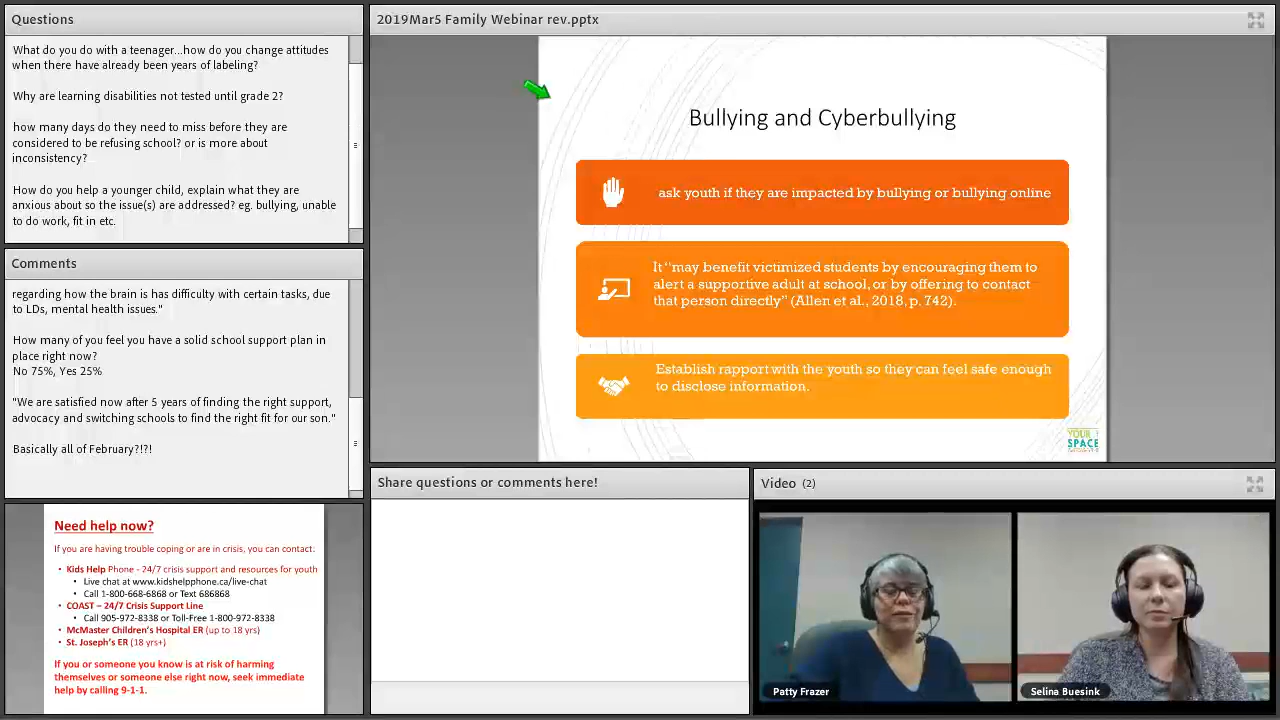 Questions
What do you do with a teenager...how do you change attitudes
when there have already been years of labeling?
Why are learning disabilities not tested until grade 2?
how many days do they need to miss before they are
considered to be refusing school? or is more about
inconsistency?
How do you help a younger child, explain what they are
anxious about so the issue(s) are addressed? eg. bullying, unable
to do work, fit in etc.
Comments
regarding how the brain is has difficulty with certain tasks, due
to LDs, mental health issues."
How many of you feel you have a solid school support plan in
place right now?
No 75%, Yes 25%
"We are satisfied now after 5 years of finding the right support,
advocacy and switching schools to find the right fit for our son."
Basically all of February?!?!
Need help now?
If you are having trouble coping or are in crisis, you can contact:
• Kids Help Phone - 24/7 crisis support and resources for youth
• Live chat at www.kidshelpphone.ca/live-chat
• Call 1-800-668-6868 or Text 686868
• COAST – 24/7 Crisis Support Line
• Call 905-972-8338 or Toll-Free 1-800-972-8338
• McMaster Children's Hospital ER (up to 18 yrs)
• St. Joseph's ER (18 yrs+)
If you or someone you know is at risk of harming
themselves or someone else right now, seek immediate
help by calling 9-1-1.
2019Mar5 Family Webinar rev.pptx
Bullying and Cyberbullying
ask youth if they are impacted by bullying or bullying online
It "may benefit victimized students by encouraging them to
alert a supportive adult at school, or by offering to contact
that person directly" (Allen et al., 2018, p. 742).
Establish rapport with the youth so they can feel safe enough
to disclose information.
YOUR
SPACE
Share questions or comments here!
Video (2)
Patty Frazer
Selina Buesink